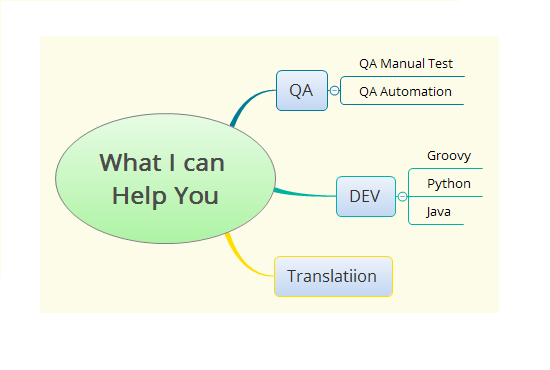 What I can
Help You
QA
QA Manual Test
QA Automation
DEV
Groovy
Python
Java
Translatiion